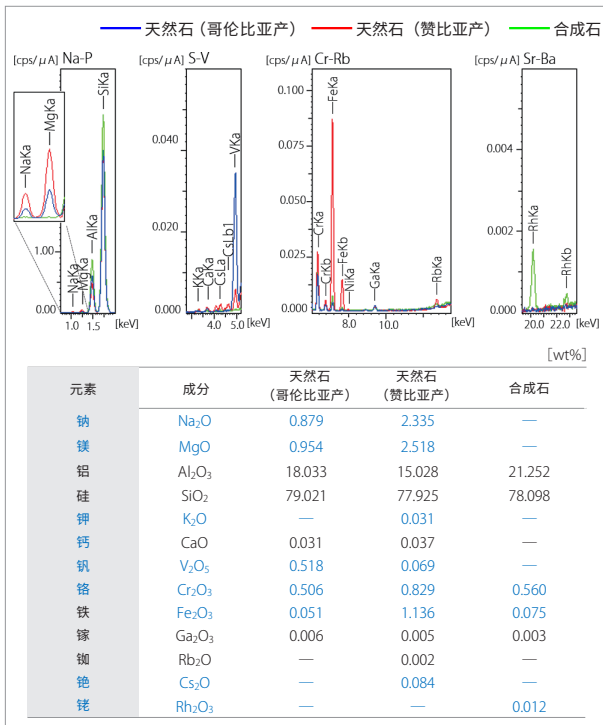 天然石(哥伦比亚产) 天然石(赞比亚产) 合成石
[cps/μA] Na-P [cps/μA] S-V [cps/μA] Cr-Rb [cps/μA] Sr-Ba
NaKa
MgKa
SiKa
AlKa
NaKa
MgKa
1.00
0.00
1.0 1.5 [keV]
0.040
0.020
0.000
KKa
CaKa
CsLa
CsLb1
VKa
4.0 5.0 [keV]
0.100
0.075
0.050
0.025
0.000
CrKa
CrKb
FeKa
FeKb
NiKa
GaKa
RbKa
8.0 10.0 [keV]
0.004
0.002
0.000
RhKa
RhKb
20.0 22.0 [keV]
[wt%]
元素 成分 天然石(哥伦比亚产) 天然石(赞比亚产) 合成石
钠 Na₂O 0.879 2.335 —
镁 MgO 0.954 2.518 —
铝 Al₂O₃ 18.033 15.028 21.252
硅 SiO₂ 79.021 77.925 78.098
钾 K₂O — 0.031 —
钙 CaO 0.031 0.037 —
钒 V₂O₅ 0.518 0.069 —
铬 Cr₂O₃ 0.506 0.829 0.560
铁 Fe₂O₃ 0.051 1.136 0.075
镓 Ga₂O₃ 0.006 0.005 0.003
铷 Rb₂O — 0.002 —
铯 Cs₂O — 0.084 —
铑 Rh₂O₃ — — 0.012